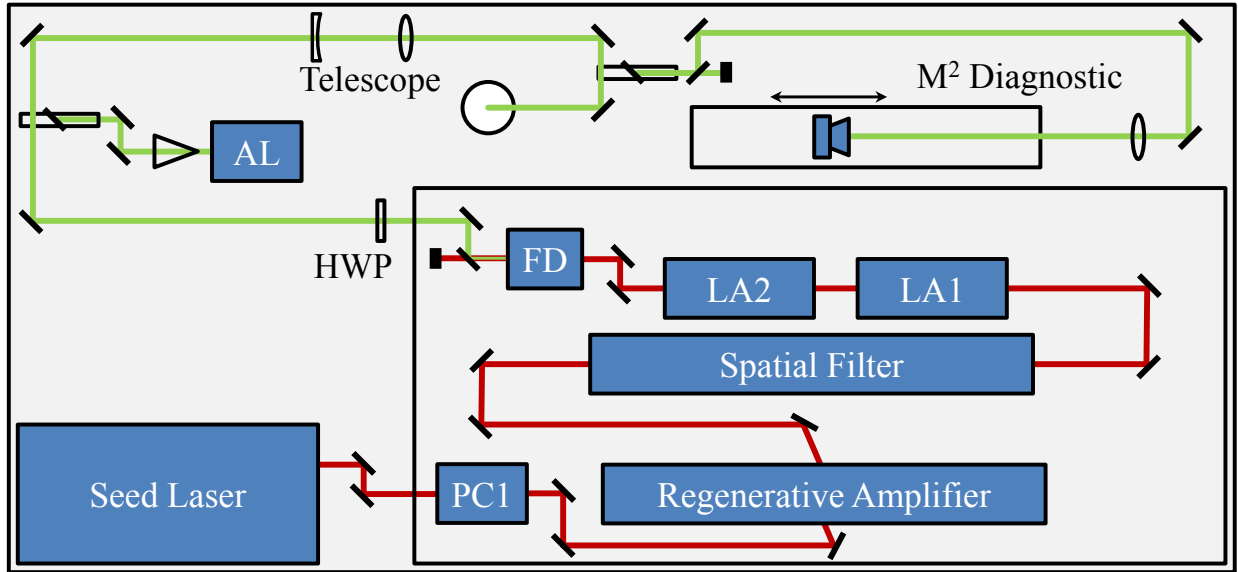 Telescope
M² Diagnostic
AL
HWP
FD
LA2
LA1
Spatial Filter
Seed Laser
PC1
Regenerative Amplifier